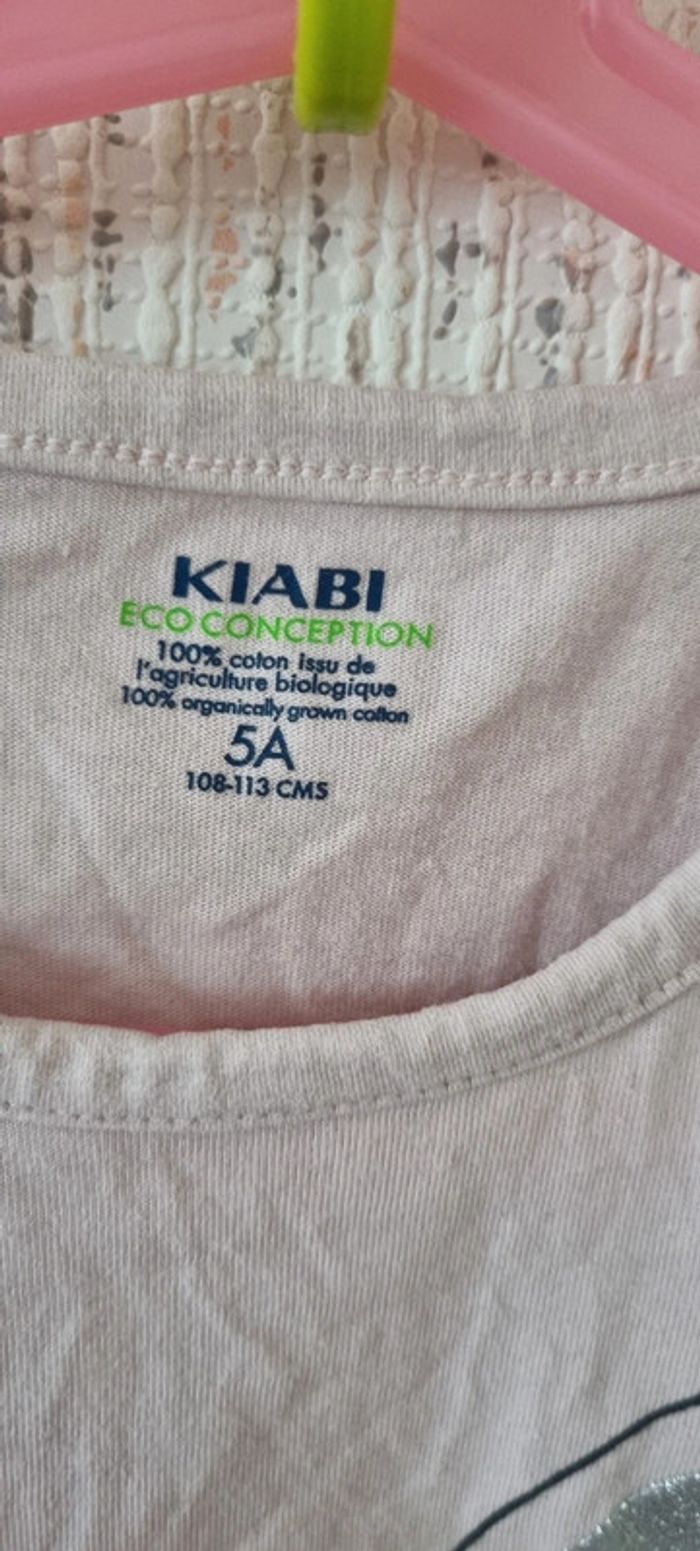 KIABI
ECO CONCEPTION
100% coton issu de
l'agriculture biologique
100% organically grown cotton
5A
108-113 CMS